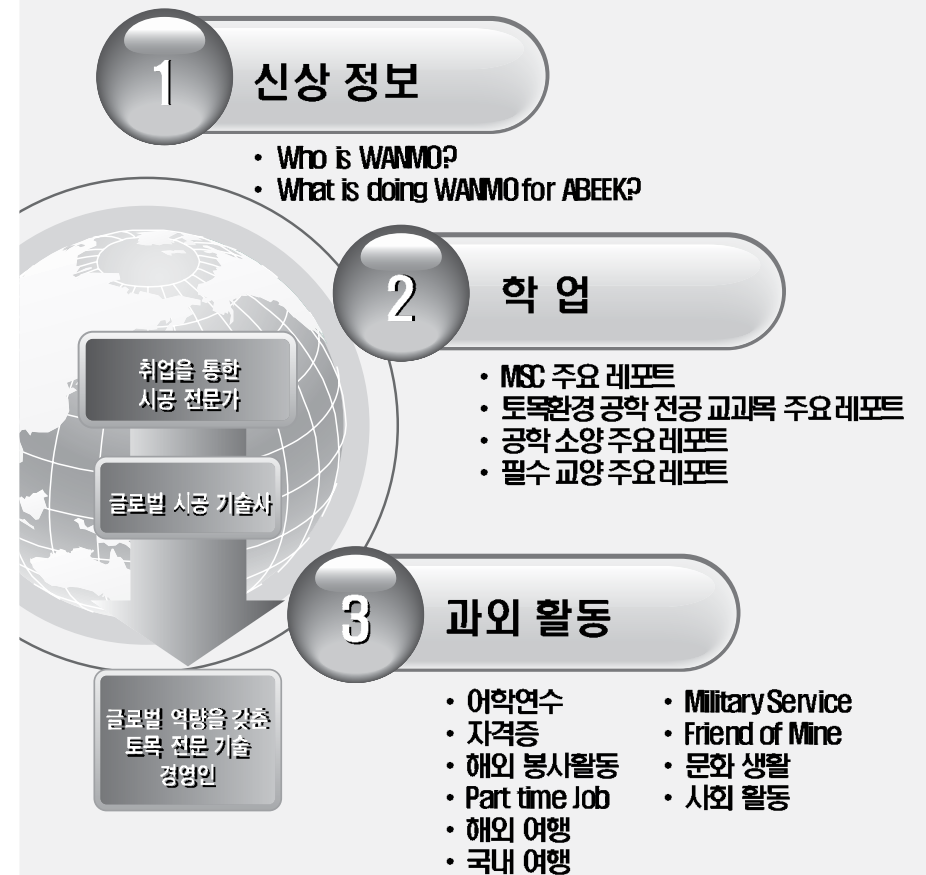 1 신상 정보
• Who is WANMO?
• What is doing WANMO for ABEEK?
2 학 업
• MSC 주요 레포트
• 토목환경 공학 전공 교과목 주요 레포트
• 공학 소양 주요 레포트
• 필수 교양 주요 레포트
취업을 통한
시공 전문가
글로벌 시공 기술사
글로벌 역량을 갖춘
토목 전문 기술
경영인
3 과외 활동
• 어학연수
• 자격증
• 해외 봉사활동
• Part time Job
• 해외 여행
• 국내 여행
• Military Service
• Friend of Mine
• 문화 생활
• 사회 활동